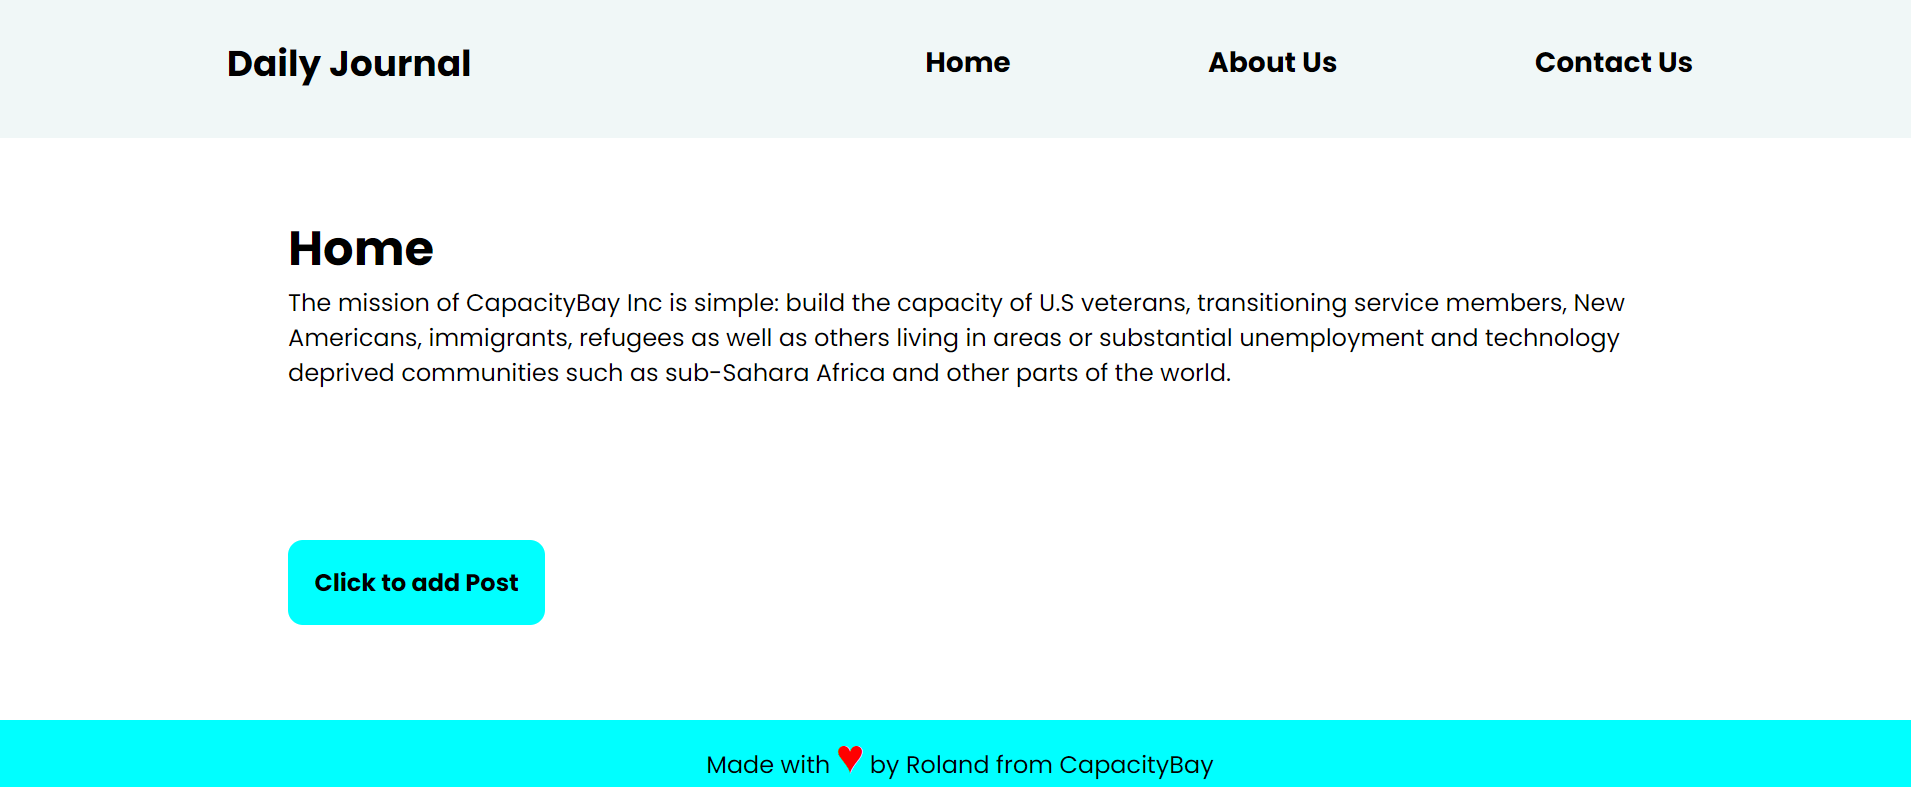 Daily Journal
Home
About Us
Contact Us
Home
The mission of CapacityBay Inc is simple: build the capacity of U.S veterans, transitioning service members, New
Americans, immigrants, refugees as well as others living in areas or substantial unemployment and technology
deprived communities such as sub-Sahara Africa and other parts of the world.
Click to add Post
Made with ♥ by Roland from CapacityBay